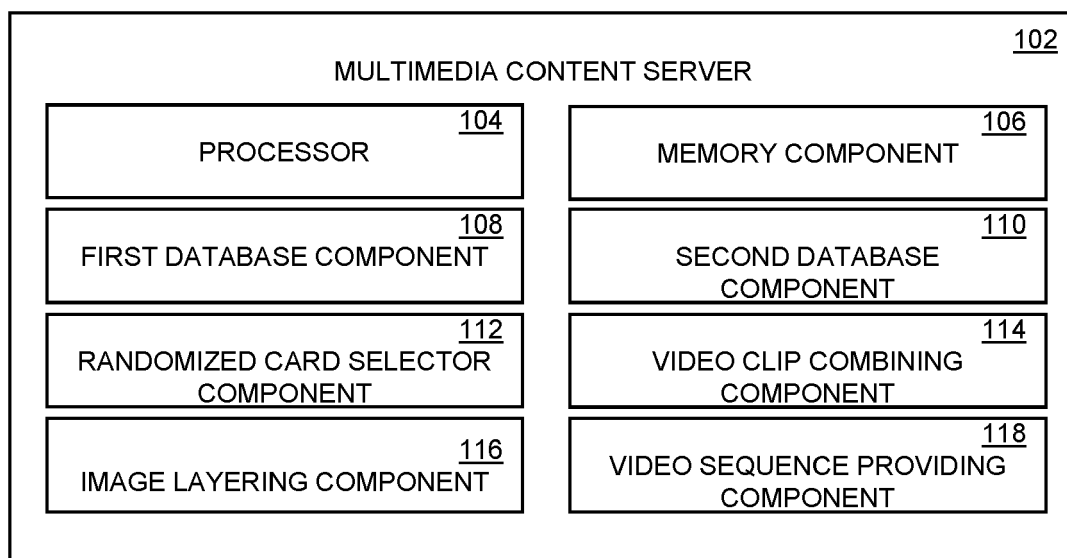 102
MULTIMEDIA CONTENT SERVER
104
PROCESSOR
106
MEMORY COMPONENT
108
FIRST DATABASE COMPONENT
110
SECOND DATABASE
COMPONENT
112
RANDOMIZED CARD SELECTOR
COMPONENT
114
VIDEO CLIP COMBINING
COMPONENT
116
IMAGE LAYERING COMPONENT
118
VIDEO SEQUENCE PROVIDING
COMPONENT